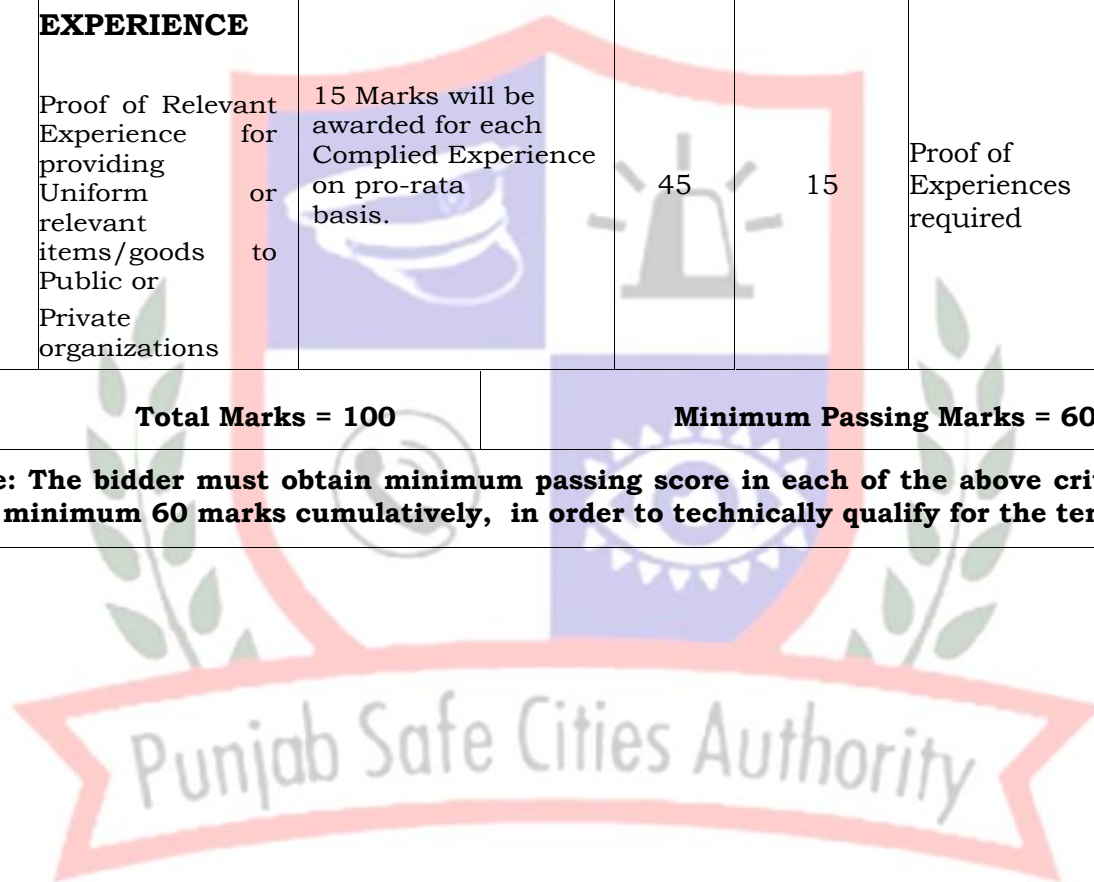 EXPERIENCE
Proof of Relevant
Experience for
providing
Uniform or
relevant
items/goods to
Public or
Private
organizations
15 Marks will be
awarded for each
Complied Experience
on pro-rata
basis.
45
15
Proof of
Experiences
required
Total Marks = 100
Minimum Passing Marks = 60
e: The bidder must obtain minimum passing score in each of the above cri
minimum 60 marks cumulatively, in order to technically qualify for the ter
Punjab Safe Cities Authority